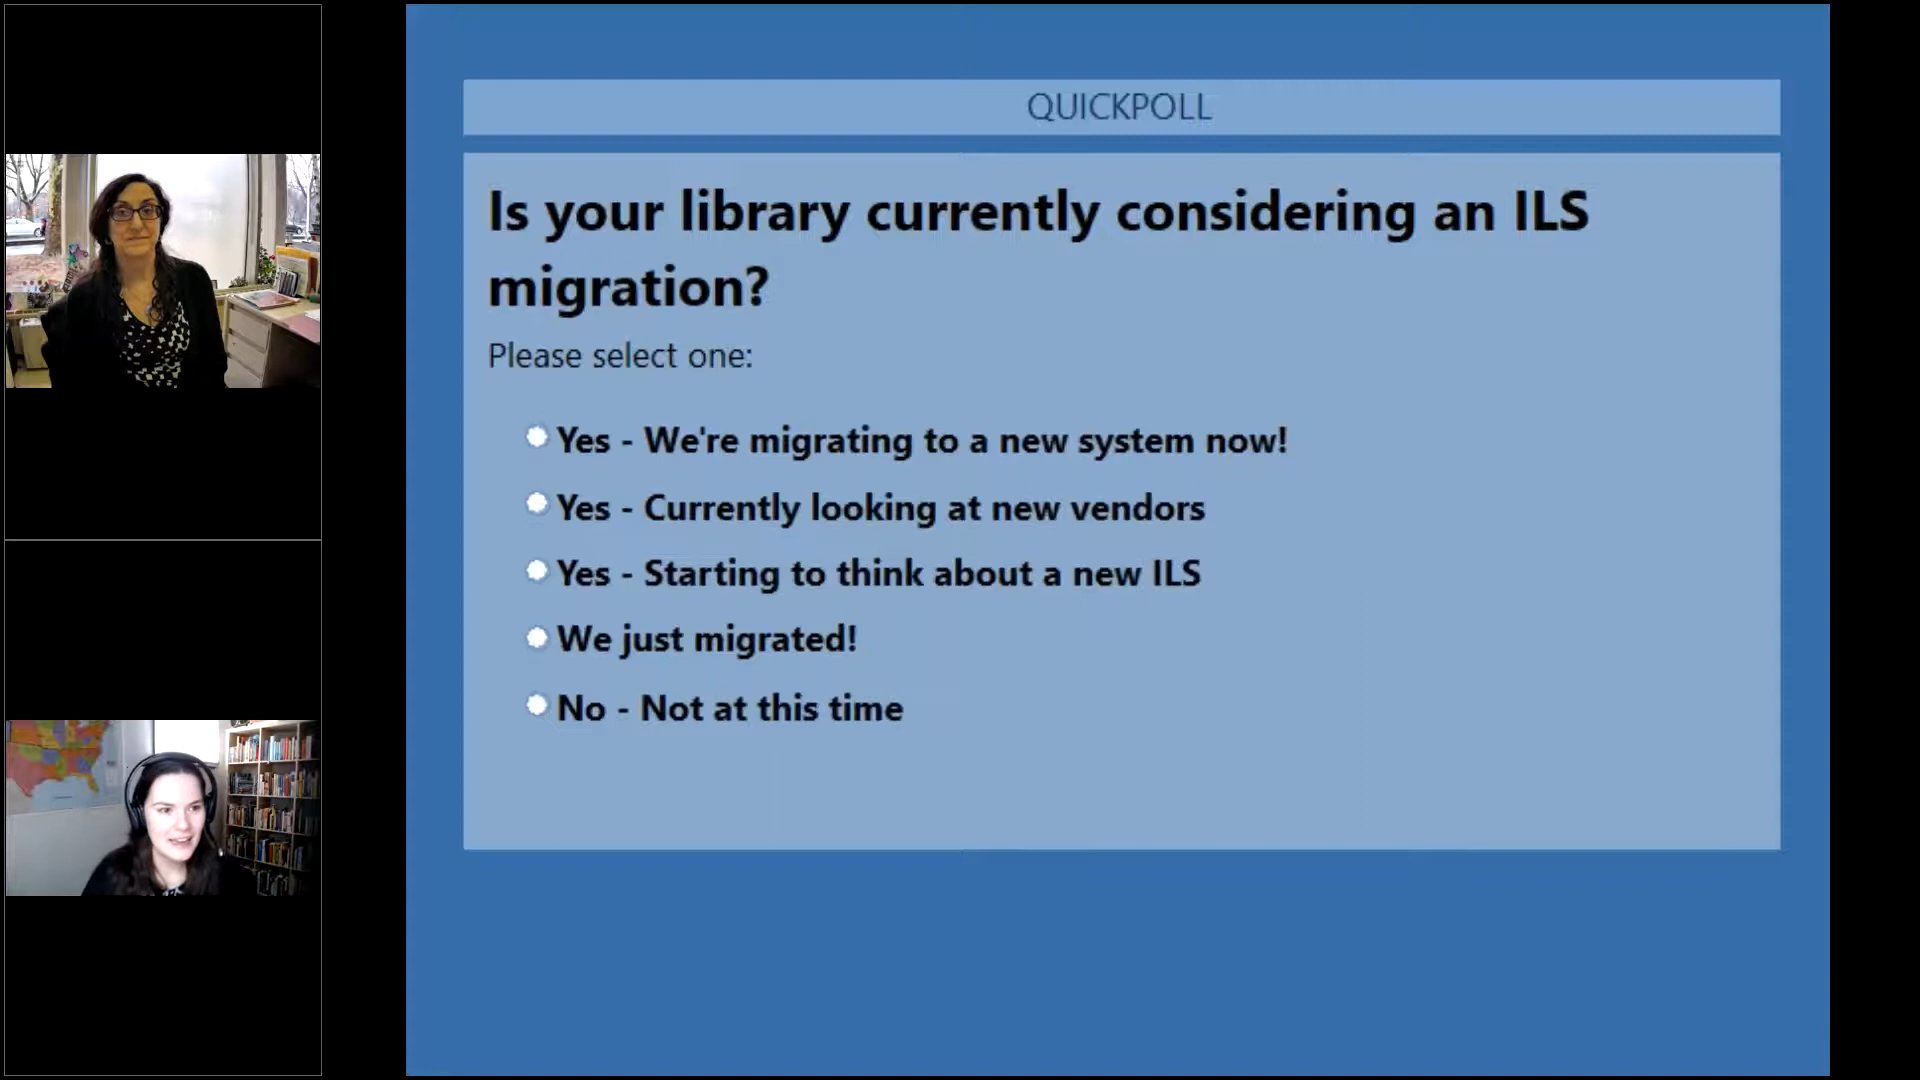 QUICKPOLL
Is your library currently considering an ILS
migration?
Please select one:
Yes - We're migrating to a new system now!
Yes - Currently looking at new vendors
Yes - Starting to think about a new ILS
We just migrated!
No - Not at this time